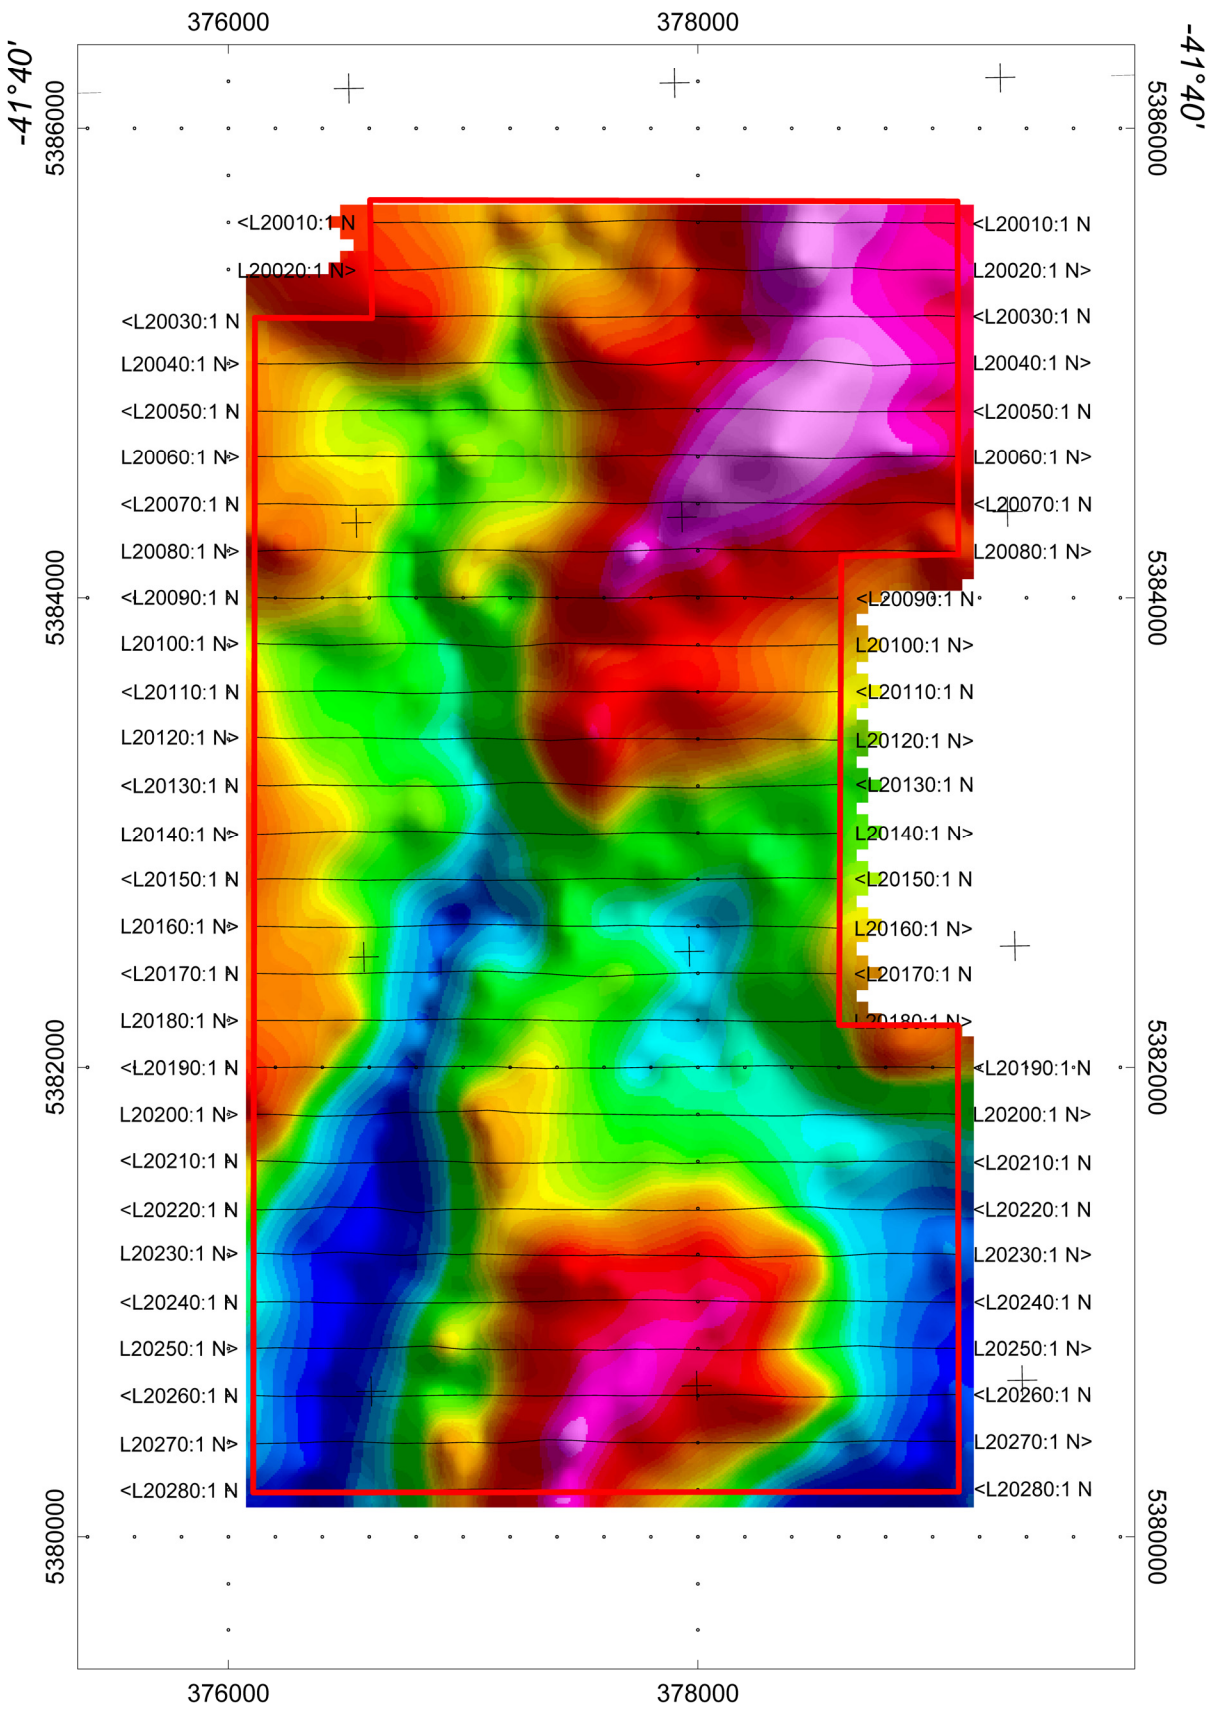 376000 378000
-41°40' -41°40'
5386000 5386000
<L20010:1 N <L20010:1 N
L20020:1 N> L20020:1 N>
<L20030:1 N <L20030:1 N
L20040:1 N> L20040:1 N>
<L20050:1 N <L20050:1 N
L20060:1 N> L20060:1 N>
<L20070:1 N <L20070:1 N
L20080:1 N> L20080:1 N>
5384000 5384000
<L20090:1 N <L20090:1 N
L20100:1 N> L20100:1 N>
<L20110:1 N <L20110:1 N
L20120:1 N> L20120:1 N>
<L20130:1 N <L20130:1 N
L20140:1 N> L20140:1 N>
<L20150:1 N <L20150:1 N
L20160:1 N> L20160:1 N>
<L20170:1 N <L20170:1 N
L20180:1 N> L20180:1 N>
5382000 5382000
<L20190:1 N <L20190:1 N
L20200:1 N> L20200:1 N>
<L20210:1 N <L20210:1 N
<L20220:1 N <L20220:1 N
L20230:1 N> L20230:1 N>
<L20240:1 N <L20240:1 N
L20250:1 N> L20250:1 N>
<L20260:1 N <L20260:1 N
L20270:1 N> L20270:1 N>
<L20280:1 N <L20280:1 N
5380000 5380000
376000 378000